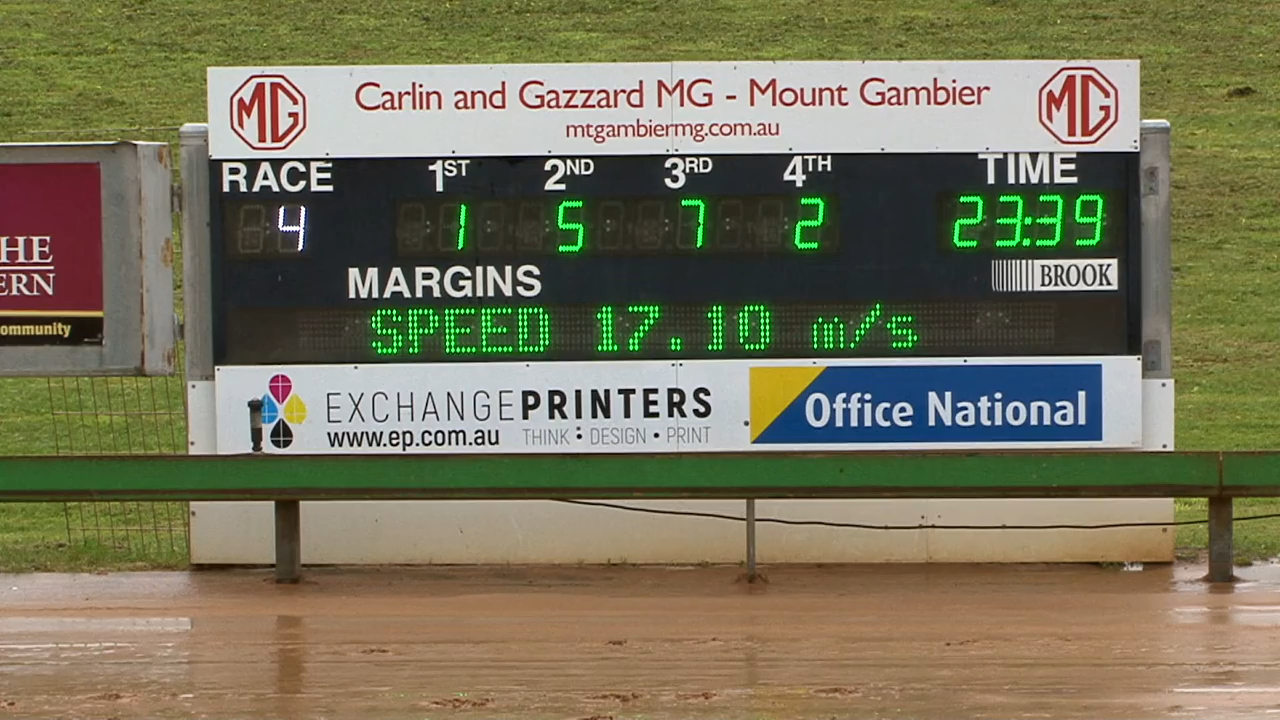 MG Carlin and Gazzard MG - Mount Gambier MG
mtgambiermg.com.au
RACE 1ST 2ND 3RD 4TH TIME
4 1 5 7 2 23:39
MARGINS
BROOK
SPEED 17.10 m/s
EXCHANGEPRINTERS
www.ep.com.au THINK : DESIGN • PRINT
Office National
HE
ERN
ommunity